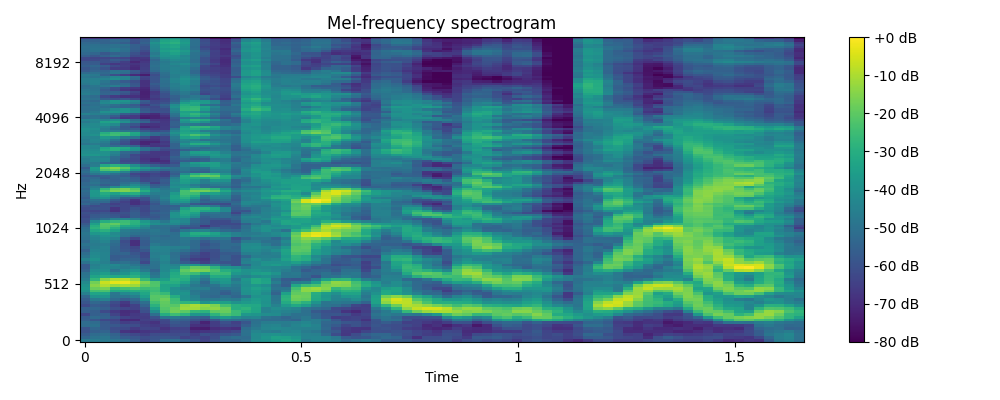 Mel-frequency spectrogram
8192
4096
2048
1024
512
0
Hz
0
0.5
1
1.5
Time
+0 dB
-10 dB
-20 dB
-30 dB
-40 dB
-50 dB
-60 dB
-70 dB
-80 dB